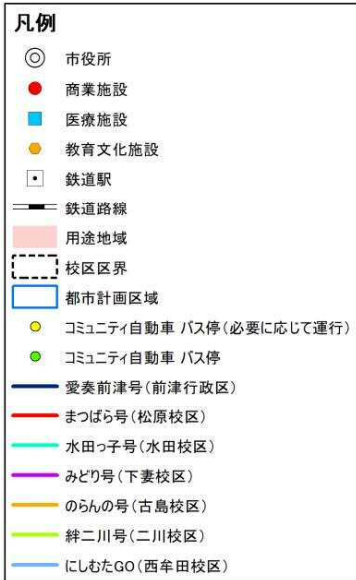 凡例
市役所
商業施設
医療施設
教育文化施設
鉄道駅
鉄道路線
用途地域
校区区界
都市計画区域
コミュニティ自動車 バス停(必要に応じて運行)
コミュニティ自動車 バス停
愛奏前津号(前津行政区)
まつばら号(松原校区)
水田っ子号(水田校区)
みどり号(下妻校区)
のらんの号(古島校区)
絆二川号(二川校区)
にしむたGO(西牟田校区)